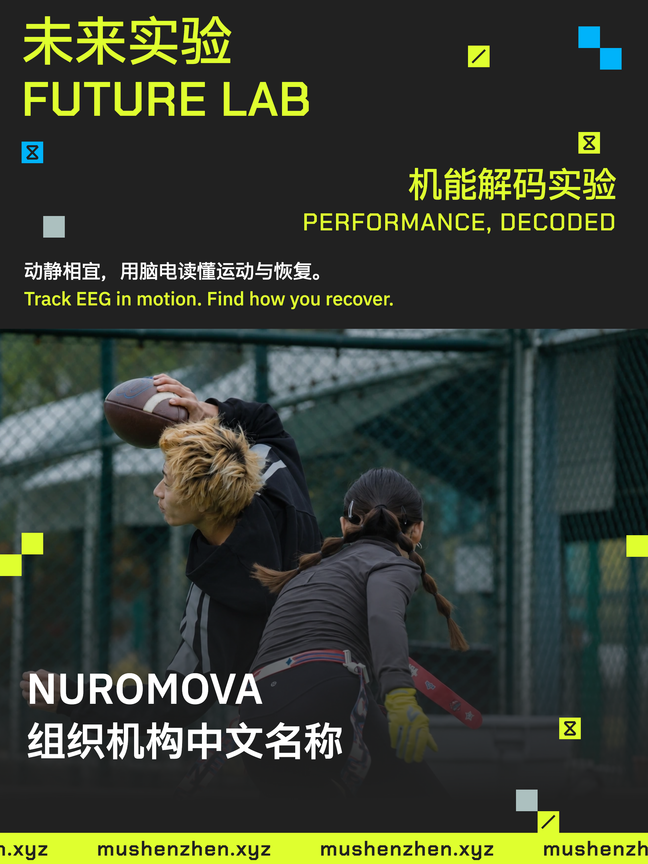 未来实验
FUTURE LAB
机能解码实验
PERFORMANCE, DECODED
动静相宜，用脑电读懂运动与恢复。
Track EEG in motion. Find how you recover.
NUROMOVA
组织机构中文名称
n.xyz mushenzhen.xyz mushenzhen.xyz mushenzh